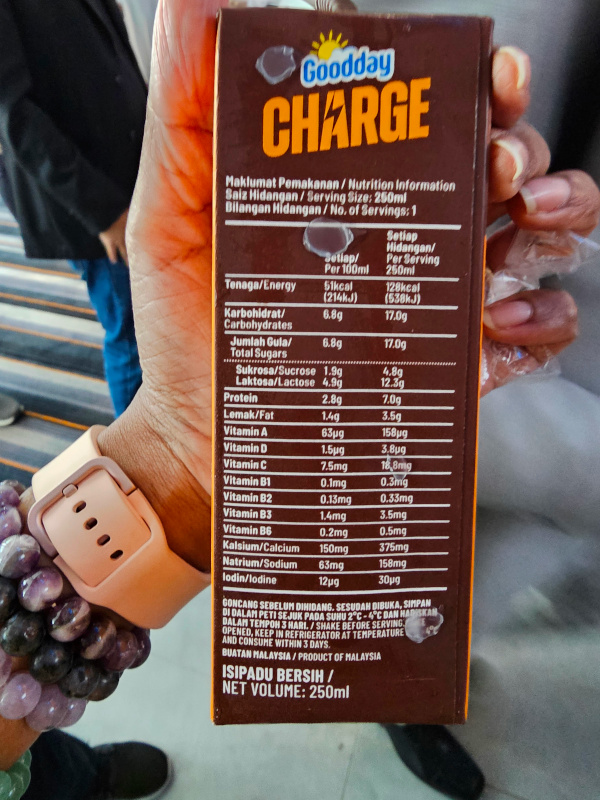 Goodday
CHARGE
Maklumat Pemakanan / Nutrition Information
Saiz Hidangan / Serving Size: 250ml
Bilangan Hidangan / No. of Servings: 1
Setiap/ Per 100ml Setiap Hidangan/ Per Serving 250ml
Tenaga/Energy 51kcal (214kJ) 128kcal (538kJ)
Karbohidrat/ Carbohydrates 6.8g 17.0g
Jumlah Gula/ Total Sugars 6.8g 17.0g
Sukrosa/Sucrose 1.9g 4.8g
Laktosa/Lactose 4.9g 12.3g
Protein 2.8g 7.0g
Lemak/Fat 1.4g 3.5g
Vitamin A 63µg 158µg
Vitamin D 1.5µg 3.8µg
Vitamin C 7.5mg 18.8mg
Vitamin B1 0.1mg 0.3mg
Vitamin B2 0.13mg 0.33mg
Vitamin B3 1.4mg 3.5mg
Vitamin B6 0.2mg 0.5mg
Kalsium/Calcium 150mg 375mg
Natrium/Sodium 63mg 158mg
Iodin/Iodine 12µg 30µg
GONCANG SEBELUM DIHIDANG. SESUDAH DIBUKA, SIMPAN
DI DALAM PETI SEJUK PADA SUHU 2°C - 4°C DAN HABISKAN
DALAM TEMPOH 3 HARI. / SHAKE BEFORE SERVING.
OPENED, KEEP IN REFRIGERATOR AT TEMPERATURE
AND CONSUME WITHIN 3 DAYS.
BUATAN MALAYSIA / PRODUCT OF MALAYSIA
ISIPADU BERSIH /
NET VOLUME: 250ml